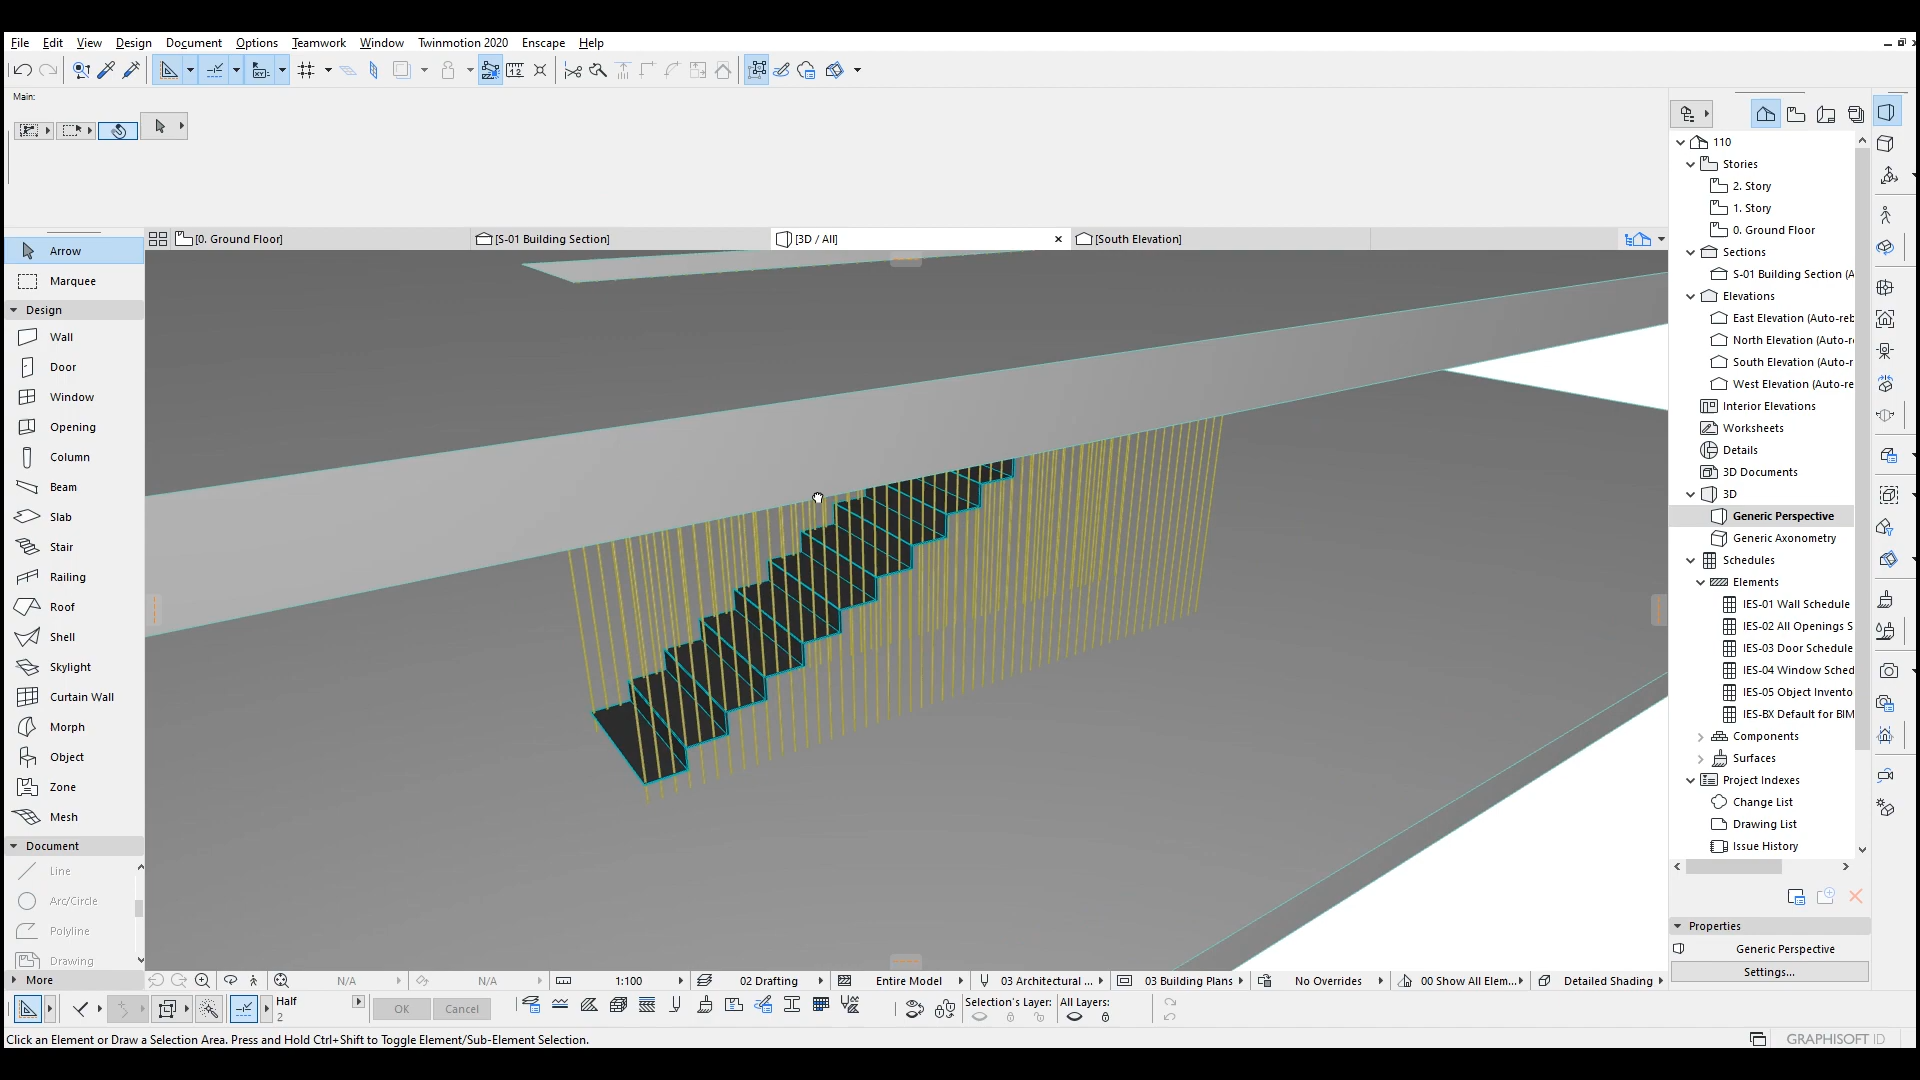 File Edit View Design Document Options Teamwork Window Twinmotion 2020 Enscape Help
Main:
[0. Ground Floor]
[S-01 Building Section]
[3D / All]
[South Elevation]
Arrow
Marquee
Design
Wall
Door
Window
Opening
Column
Beam
Slab
Stair
Railing
Roof
Shell
Skylight
Curtain Wall
Morph
Object
Zone
Mesh
Document
Line
Arc/Circle
Polyline
Drawing
More
110
Stories
2. Story
1. Story
0. Ground Floor
Sections
S-01 Building Section (A
Elevations
East Elevation (Auto-reb
North Elevation (Auto-r
South Elevation (Auto-r
West Elevation (Auto-re
Interior Elevations
Worksheets
Details
3D Documents
3D
Generic Perspective
Generic Axonometry
Schedules
Elements
IES-01 Wall Schedule
IES-02 All Openings S
IES-03 Door Schedule
IES-04 Window Sched
IES-05 Object Invento
IES-BX Default for BIM
Components
Surfaces
Project Indexes
Change List
Drawing List
Issue History
Properties
Generic Perspective
Settings...
N/A
N/A
1:100
02 Drafting
Entire Model
03 Architectural ...
03 Building Plans
No Overrides
00 Show All Elem...
Detailed Shading
Half
2
OK
Cancel
Selection's Layer:
All Layers:
Click an Element or Draw a Selection Area. Press and Hold Ctrl+Shift to Toggle Element/Sub-Element Selection.
GRAPHISOFT ID